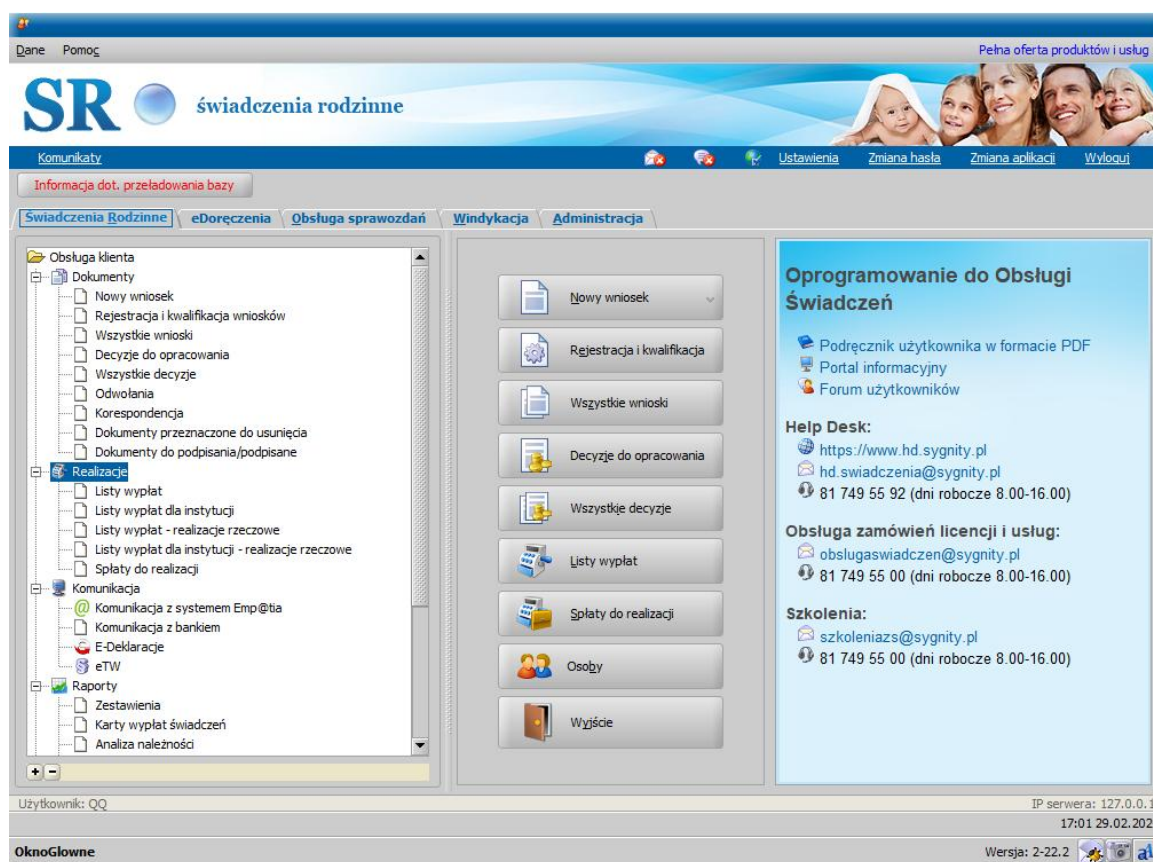 Dane Pomoc Pełna oferta produktów i usług
SR świadczenia rodzinne
Komunikaty Ustawienia Zmiana hasła Zmiana aplikacji Wyloguj
Informacja dot. przeładowania bazy
Świadczenia Rodzinne eDoręczenia Obsługa sprawozdań Windykacja Administracja
Obsługa klienta
Dokumenty
Nowy wniosek
Rejestracja i kwalifikacja wniosków
Wszystkie wnioski
Decyzje do opracowania
Wszystkie decyzje
Odwołania
Korespondencja
Dokumenty przeznaczone do usunięcia
Dokumenty do podpisania/podpisane
Realizacje
Listy wypłat
Listy wypłat dla instytucji
Listy wypłat - realizacje rzeczowe
Listy wypłat dla instytucji - realizacje rzeczowe
Spłaty do realizacji
Komunikacja
@ Komunikacja z systemem Emp@tia
Komunikacja z bankiem
E-Deklaracje
eTW
Raporty
Zestawienia
Karty wypłat świadczeń
Analiza należności
Nowy wniosek
Rejestracja i kwalifikacja
Wszystkie wnioski
Decyzje do opracowania
Wszystkie decyzje
Listy wypłat
Spłaty do realizacji
Osoby
Wyjście
Oprogramowanie do Obsługi
Świadczeń
Podręcznik użytkownika w formacie PDF
Portal informacyjny
Forum użytkowników
Help Desk:
https://www.hd.sygnity.pl
hd.swiadczenia@sygnity.pl
81 749 55 92 (dni robocze 8.00-16.00)
Obsługa zamówień licencji i usług:
obslugaswiadczen@sygnity.pl
81 749 55 00 (dni robocze 8.00-16.00)
Szkolenia:
szkoleniazs@sygnity.pl
81 749 55 00 (dni robocze 8.00-16.00)
Użytkownik: QQ IP serwera: 127.0.0.1
17:01 29.02.202
OknoGlowne Wersja: 2-22.2 a